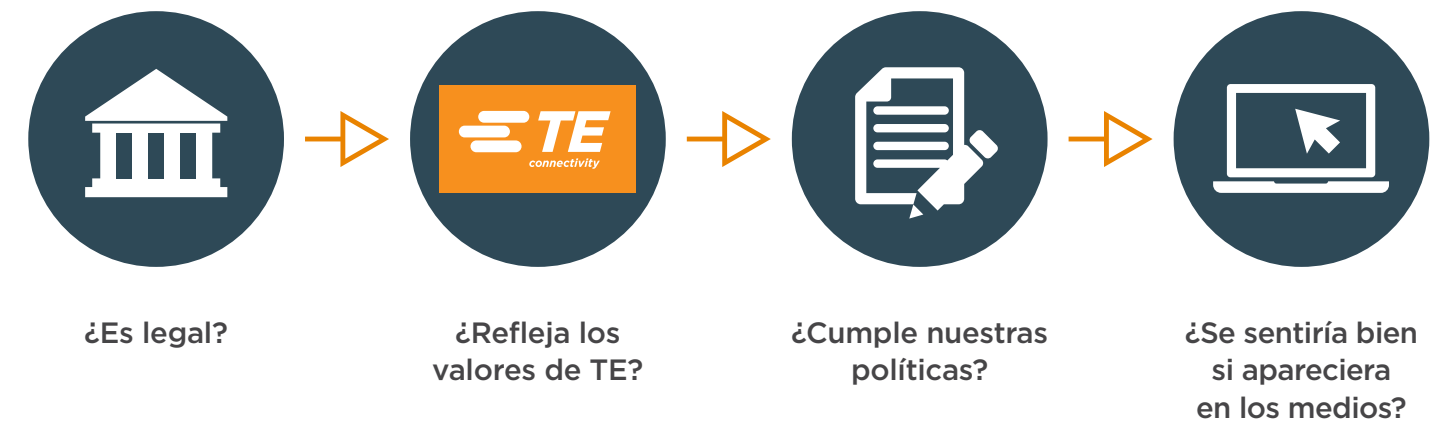 TE
connectivity
¿Es legal?
¿Refleja los
valores de TE?
¿Cumple nuestras
políticas?
¿Se sentiría bien
si apareciera
en los medios?